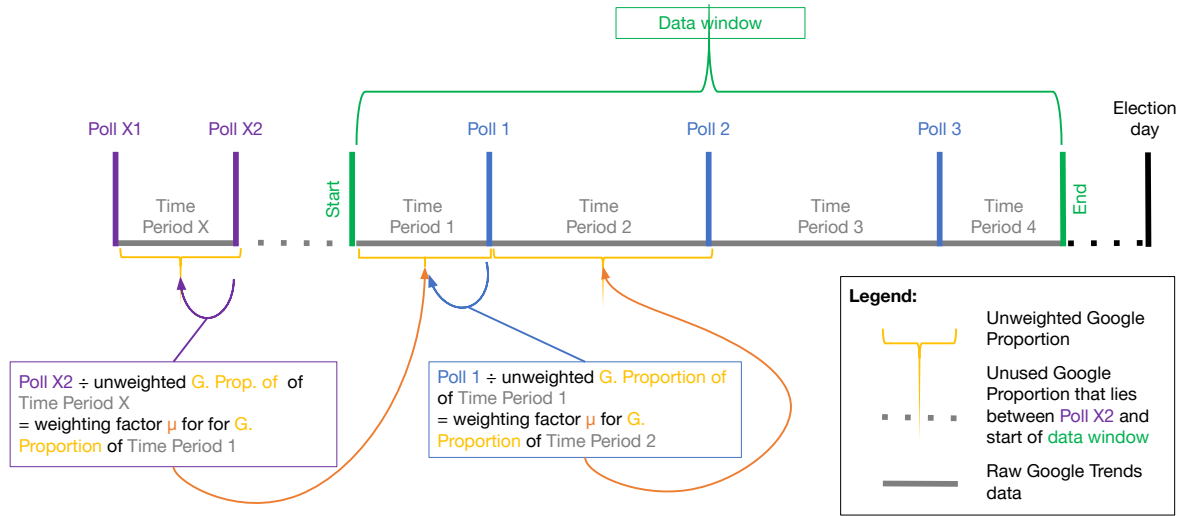 Data window
Poll X1
Poll X2
Poll 1
Poll 2
Poll 3
Election
day
Start
End
Time
Period X
Time
Period 1
Time
Period 2
Time
Period 3
Time
Period 4
Poll X2 ÷ unweighted G. Prop. of of
Time Period X
= weighting factor μ for for G.
Proportion of Time Period 1
Poll 1 ÷ unweighted G. Proportion of
of Time Period 1
= weighting factor μ for G.
Proportion of Time Period 2
Legend:
Unweighted Google
Proportion
Unused Google
Proportion that lies
between Poll X2 and
start of data window
Raw Google Trends
data